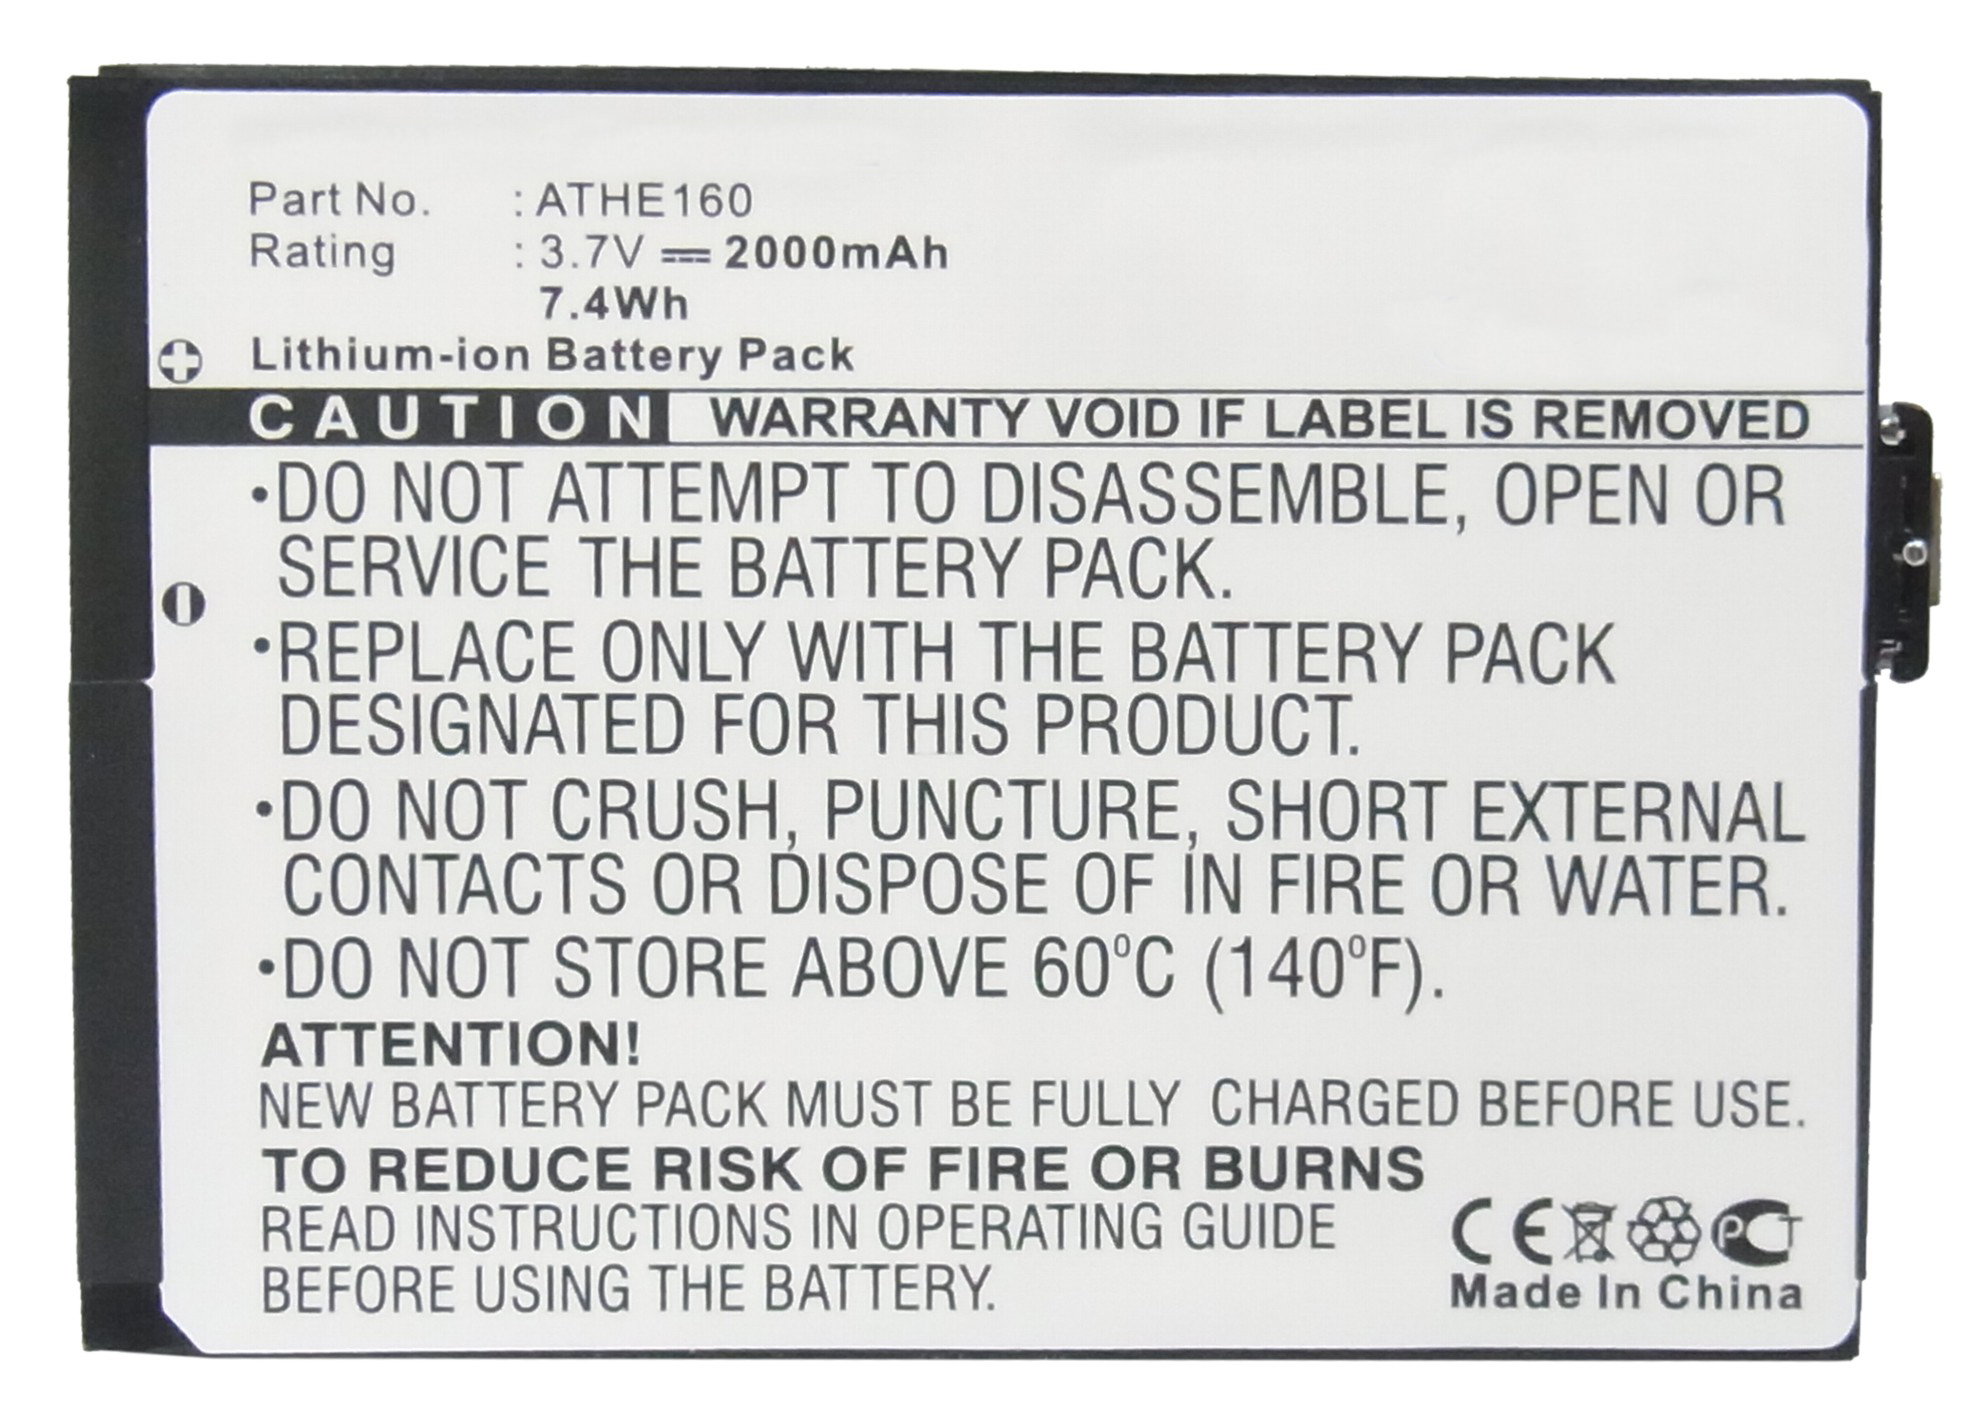 Part No. : ATHE160
Rating : 3.7V ⎓ 2000mAh
7.4Wh
Lithium-ion Battery Pack
CAUTION WARRANTY VOID IF LABEL IS REMOVED
•DO NOT ATTEMPT TO DISASSEMBLE, OPEN OR
SERVICE THE BATTERY PACK.
•REPLACE ONLY WITH THE BATTERY PACK
DESIGNATED FOR THIS PRODUCT.
•DO NOT CRUSH, PUNCTURE, SHORT EXTERNAL
CONTACTS OR DISPOSE OF IN FIRE OR WATER.
•DO NOT STORE ABOVE 60°C (140°F).
ATTENTION!
NEW BATTERY PACK MUST BE FULLY CHARGED BEFORE USE.
TO REDUCE RISK OF FIRE OR BURNS
READ INSTRUCTIONS IN OPERATING GUIDE
BEFORE USING THE BATTERY.
CE PCT
Made In China